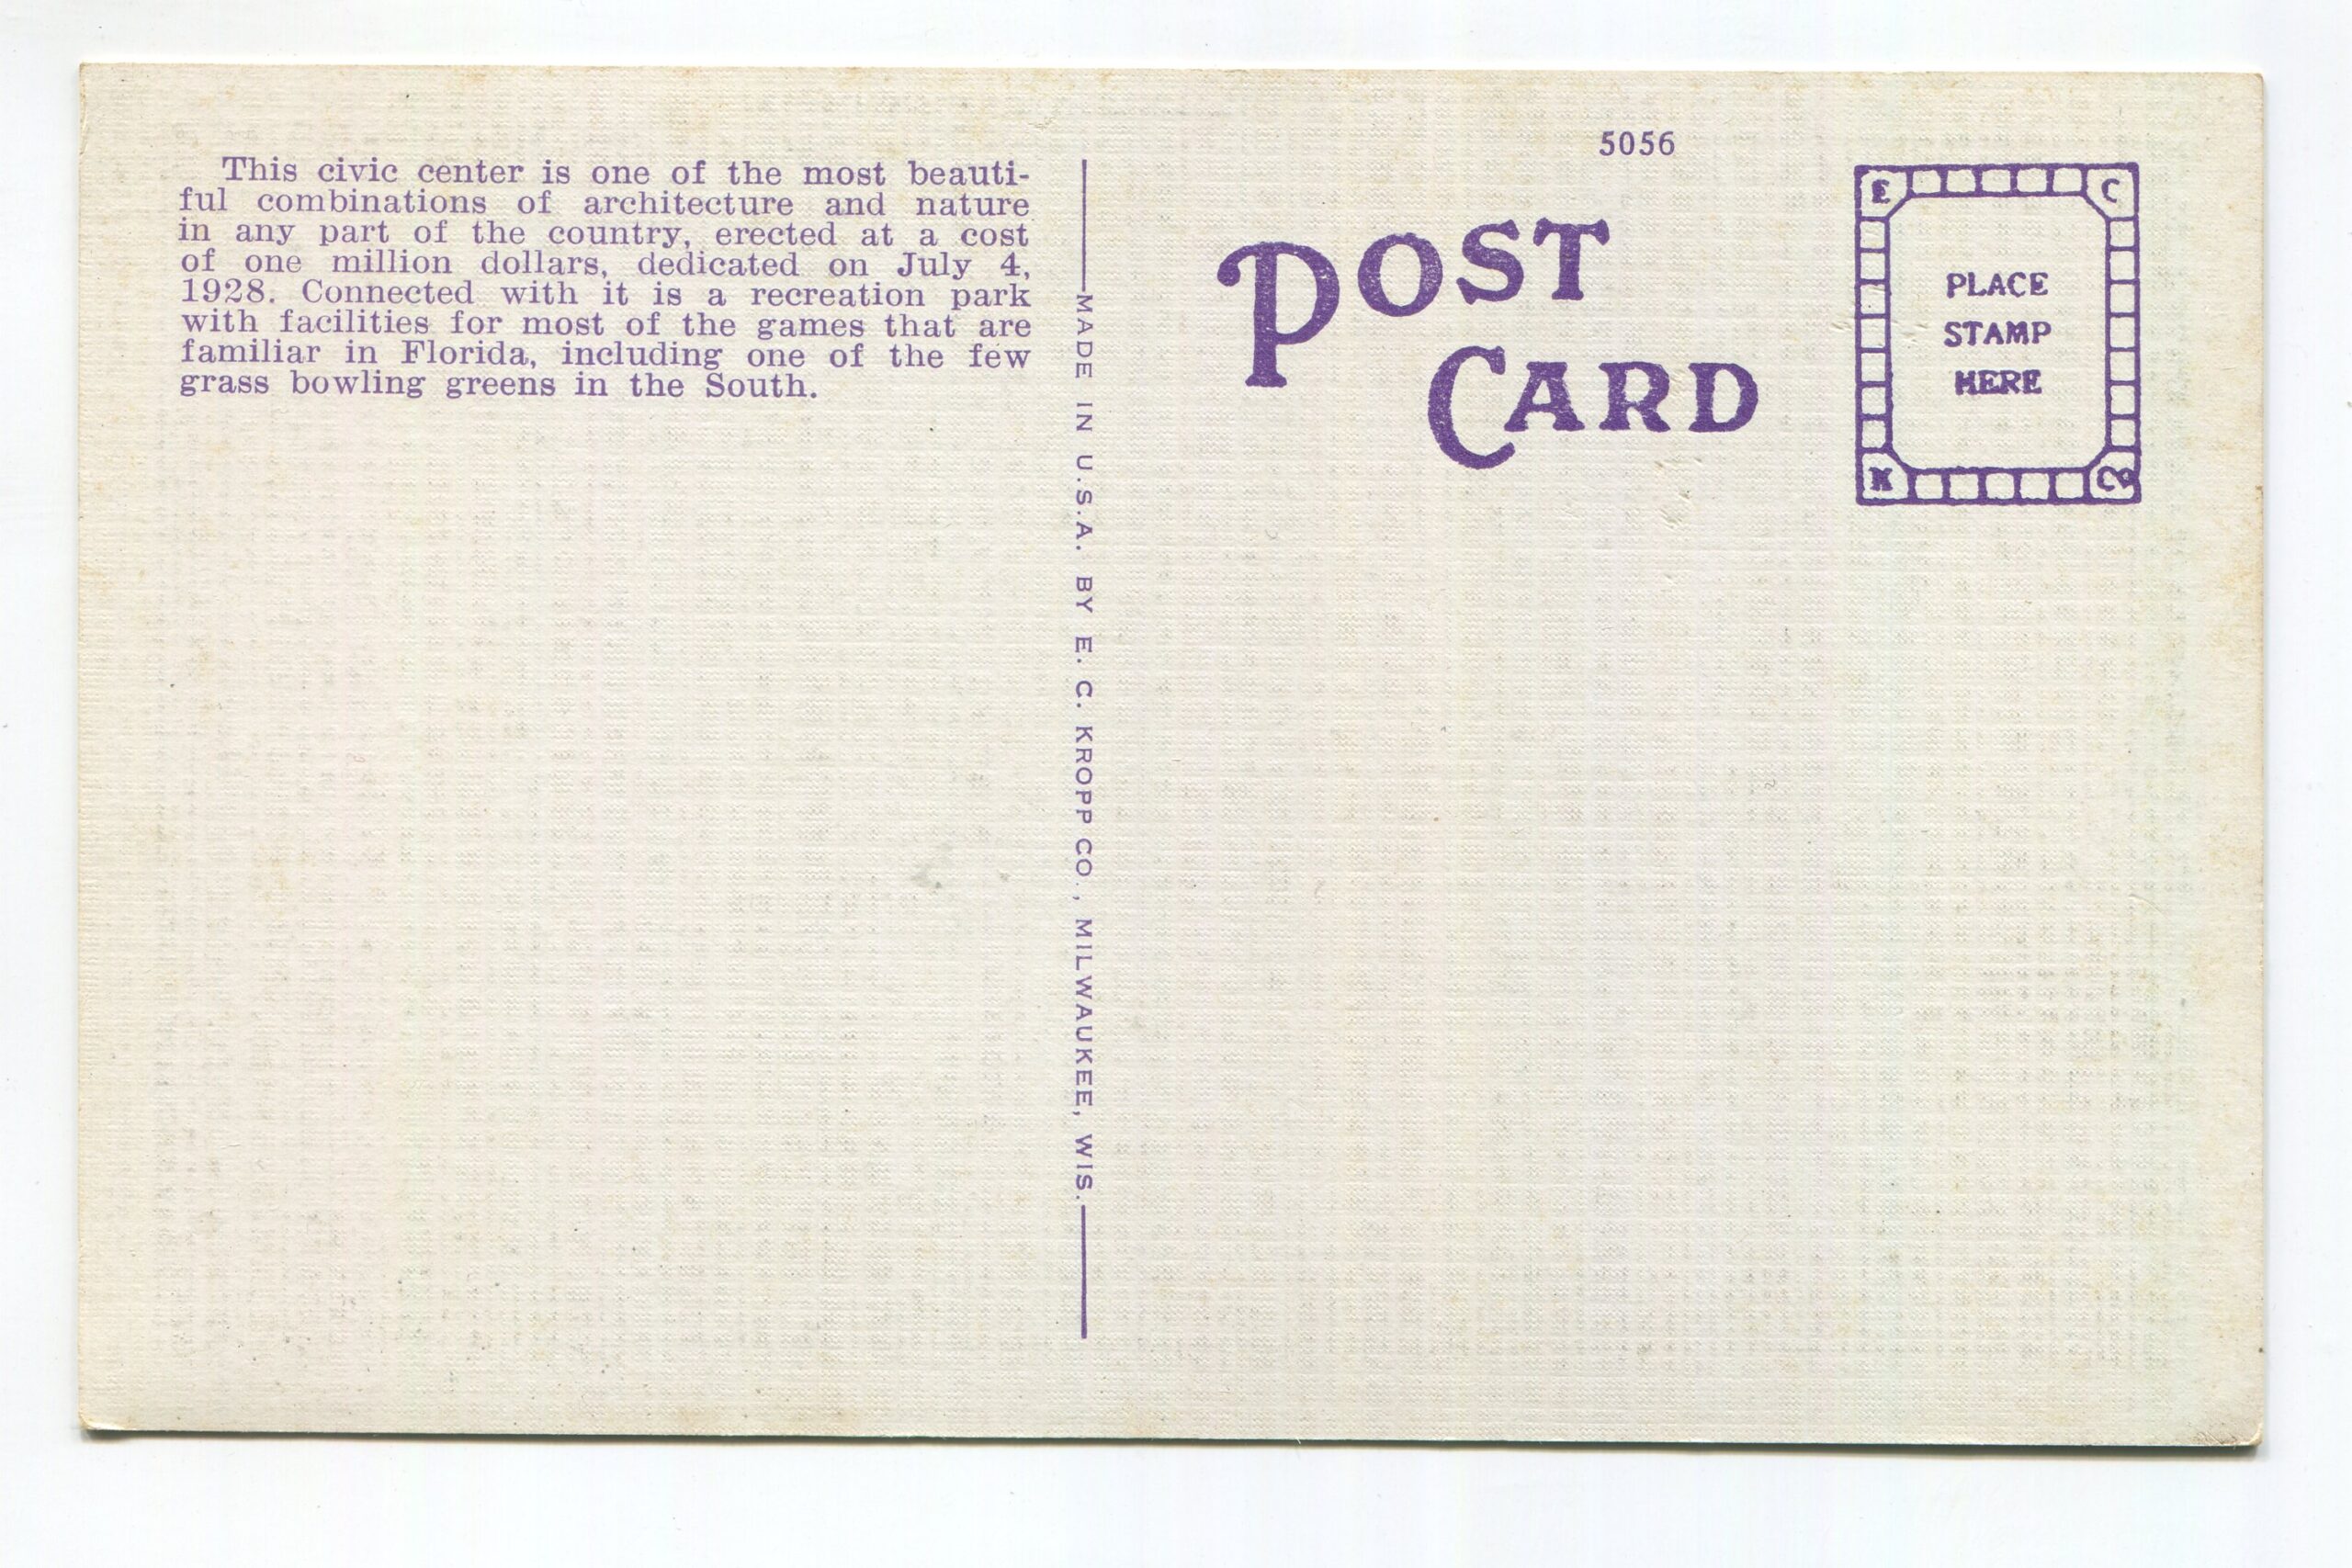 This civic center is one of the most beauti-
ful combinations of architecture and nature
in any part of the country, erected at a cost
of one million dollars, dedicated on July 4,
1928. Connected with it is a recreation park
with facilities for most of the games that are
familiar in Florida, including one of the few
grass bowling greens in the South.
MADE IN U.S.A. BY E. C. KROPP CO., MILWAUKEE, WIS.
5056
POST
CARD
E C
PLACE
STAMP
HERE
K Co